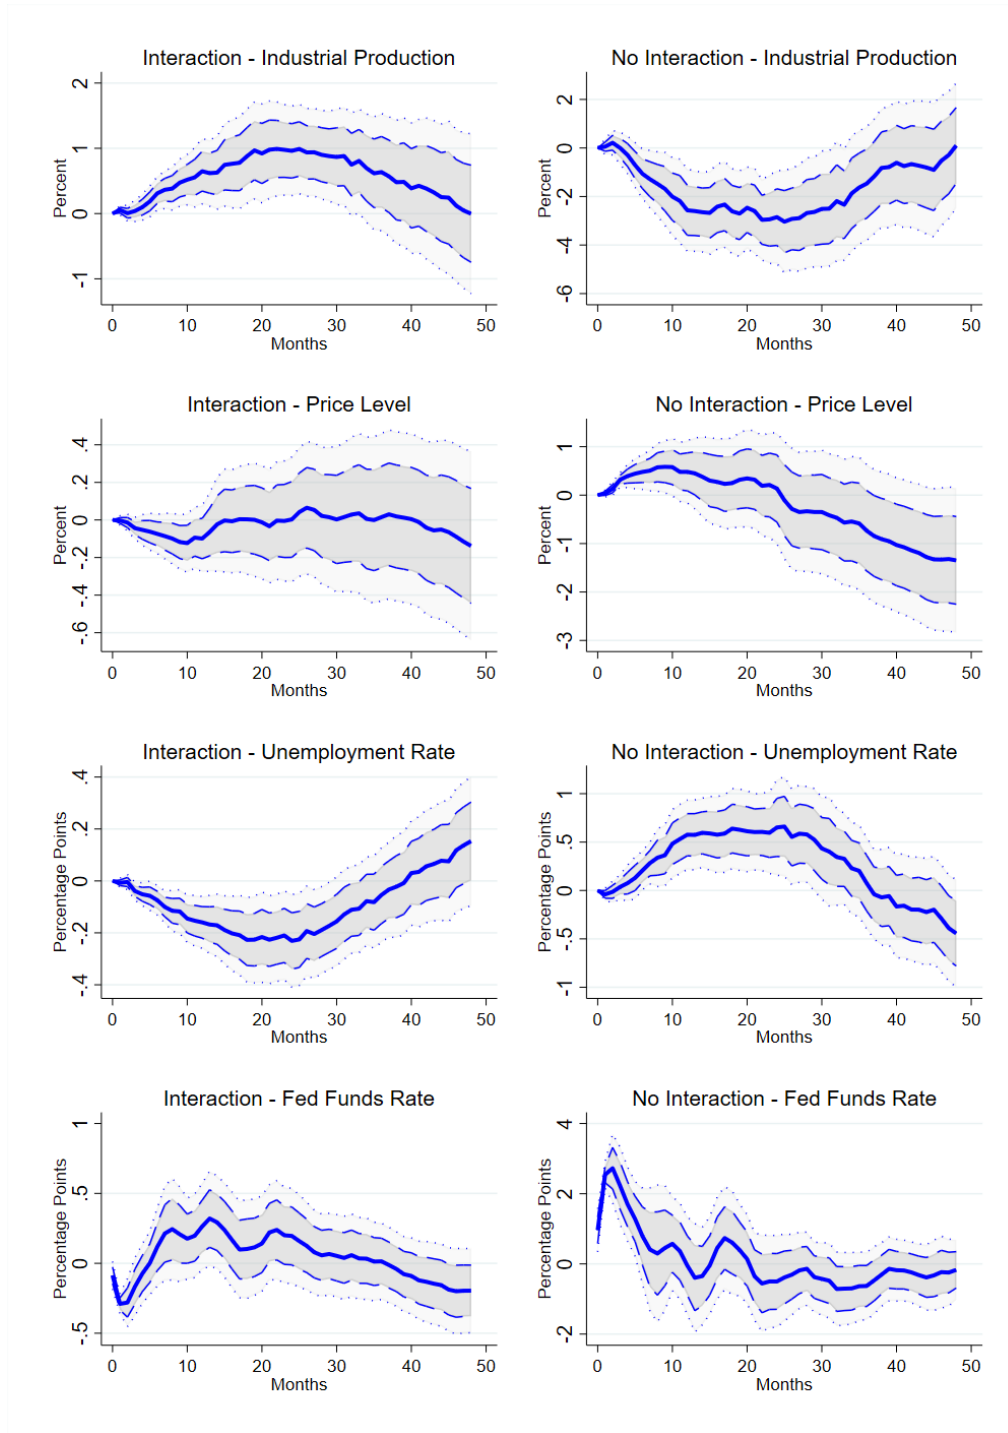 Interaction - Industrial Production
Percent
2
1
0
-1
0 10 20 30 40 50
Months
No Interaction - Industrial Production
Percent
2
0
-2
-4
-6
0 10 20 30 40 50
Months
Interaction - Price Level
Percent
.4
.2
0
-.2
-.4
-.6
0 10 20 30 40 50
Months
No Interaction - Price Level
Percent
1
0
-1
-2
-3
0 10 20 30 40 50
Months
Interaction - Unemployment Rate
Percentage Points
.4
.2
0
-.2
-.4
0 10 20 30 40 50
Months
No Interaction - Unemployment Rate
Percentage Points
1
.5
0
-.5
-1
0 10 20 30 40 50
Months
Interaction - Fed Funds Rate
Percentage Points
1
.5
0
-.5
0 10 20 30 40 50
Months
No Interaction - Fed Funds Rate
Percentage Points
4
2
0
-2
0 10 20 30 40 50
Months